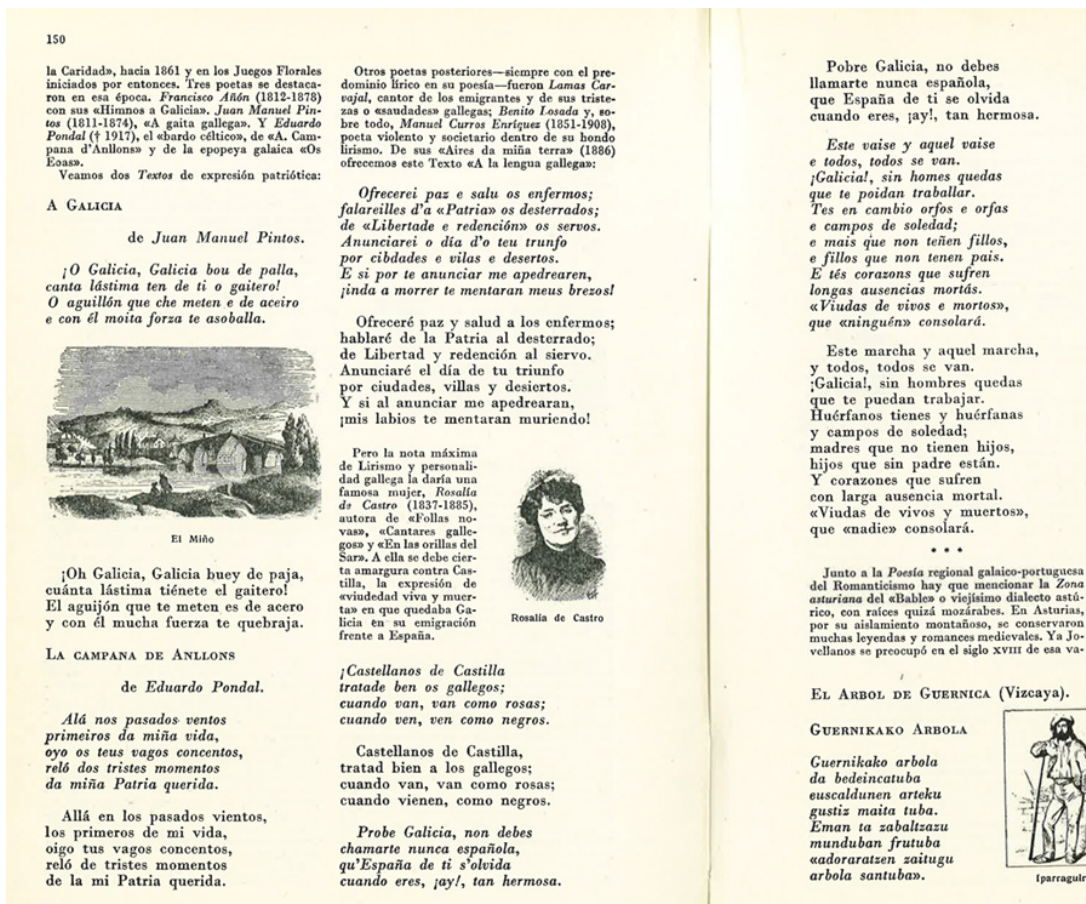 150
la Caridad», hacia 1861 y en los Juegos Florales
iniciados por entonces. Tres poetas se destaca-
ron en esa época. Francisco Añón (1812-1878)
con sus «Himnos a Galicia». Juan Manuel Pin-
tos (1811-1874), «A gaita gallega». Y Eduardo
Pondal († 1917), el «bardo céltico», de «A. Cam-
pana d'Anllons» y de la epopeya galaica «Os
Eoas».
Veamos dos Textos de expresión patriótica:
A GALICIA
de Juan Manuel Pintos.
¡O Galicia, Galicia bou de palla,
canta lástima ten de ti o gaitero!
O aguillón que che meten e de aceiro
e con él moita forza te asoballa.
El Miño
¡Oh Galicia, Galicia buey de paja,
cuánta lástima tiénete el gaitero!
El aguijón que te meten es de acero
y con él mucha fuerza te quebraja.
LA CAMPANA DE ANLLONS
de Eduardo Pondal.
Alá nos pasados ventos
primeiros da miña vida,
oyo os teus vagos concentos,
reló dos tristes momentos
da miña Patria querida.
Allá en los pasados vientos,
los primeros de mi vida,
oigo tus vagos concentos,
reló de tristes momentos
de la mi Patria querida.
Otros poetas posteriores—siempre con el pre-
dominio lírico en su poesía—fueron Lamas Car-
vajal, cantor de los emigrantes y de sus triste-
zas o «saudades» gallegas; Benito Losada y, so-
bre todo, Manuel Curros Enríquez (1851-1908),
poeta violento y societario dentro de su hondo
lirismo. De sus «Aires da miña terra» (1886)
ofrecemos este Texto «A la lengua gallega»:
Ofrecerei paz e salu os enfermos;
falareilles d'a «Patria» os desterrados;
de «Libertade e redención» os servos.
Anunciarei o día d'o teu trunfo
por cibdades e vilas e desertos.
E si por te anunciar me apedrearen,
¡inda a morrer te mentaran meus brezos!
Ofreceré paz y salud a los enfermos;
hablaré de la Patria al desterrado;
de Libertad y redención al siervo.
Anunciaré el día de tu triunfo
por ciudades, villas y desiertos.
Y si al anunciar me apedrearan,
¡mis labios te mentaran muriendo!
Pero la nota máxima
de Lirismo y personali-
dad gallega la daría una
famosa mujer, Rosalía
de Castro (1837-1885),
autora de «Follas no-
vas», «Cantares galle-
gos» y «En las orillas del
Sar». A ella se debe cier-
ta amargura contra Cas-
tilla, la expresión de
«viudedad viva y muer-
ta» en que quedaba Ga-
licia en su emigración
frente a España.
Rosalía de Castro
¡Castellanos de Castilla
tratade ben os gallegos;
cuando van, van como rosas;
cuando ven, ven como negros.
Castellanos de Castilla,
tratad bien a los gallegos;
cuando van, van como rosas;
cuando vienen, como negros.
Probe Galicia, non debes
chamarte nunca española,
qu'España de ti s'olvida
cuando eres, ¡ay!, tan hermosa.
Pobre Galicia, no debes
llamarte nunca española,
que España de ti se olvida
cuando eres, ¡ay!, tan hermosa.
Este vaise y aquel vaise
e todos, todos se van.
¡Galicia!, sin homes quedas
que te poidan traballar.
Tes en cambio orfos e orfas
e campos de soledad;
e mais que non teñen fillos,
e fillos que non tenen pais.
E tés corazons que sufren
longas ausencias mortás.
«Viudas de vivos e mortos»,
que «ninguén» consolará.
Este marcha y aquel marcha,
y todos, todos se van.
¡Galicia!, sin hombres quedas
que te puedan trabajar.
Huérfanos tienes y huérfanas
y campos de soledad;
madres que no tienen hijos,
hijos que sin padre están.
Y corazones que sufren
con larga ausencia mortal.
«Viudas de vivos y muertos»,
que «nadie» consolará.
* * *
Junto a la Poesía regional galaico-portuguesa
del Romanticismo hay que mencionar la Zona
asturiana del «Bable» o viejísimo dialecto astú-
rico, con raíces quizá mozárabes. En Asturias,
por su aislamiento montañoso, se conservaron
muchas leyendas y romances medievales. Ya Jo-
vellanos se preocupó en el siglo XVIII de esa va-
EL ARBOL DE GUERNICA (Vizcaya).
GUERNIKAKO ARBOLA
Guernikako arbola
da bedeincatuba
euscaldunen arteku
gustiz maita tuba.
Eman ta zabaltzazu
munduban frutuba
«adoraratzen zaitugu
arbola santuba».
Iparraguir